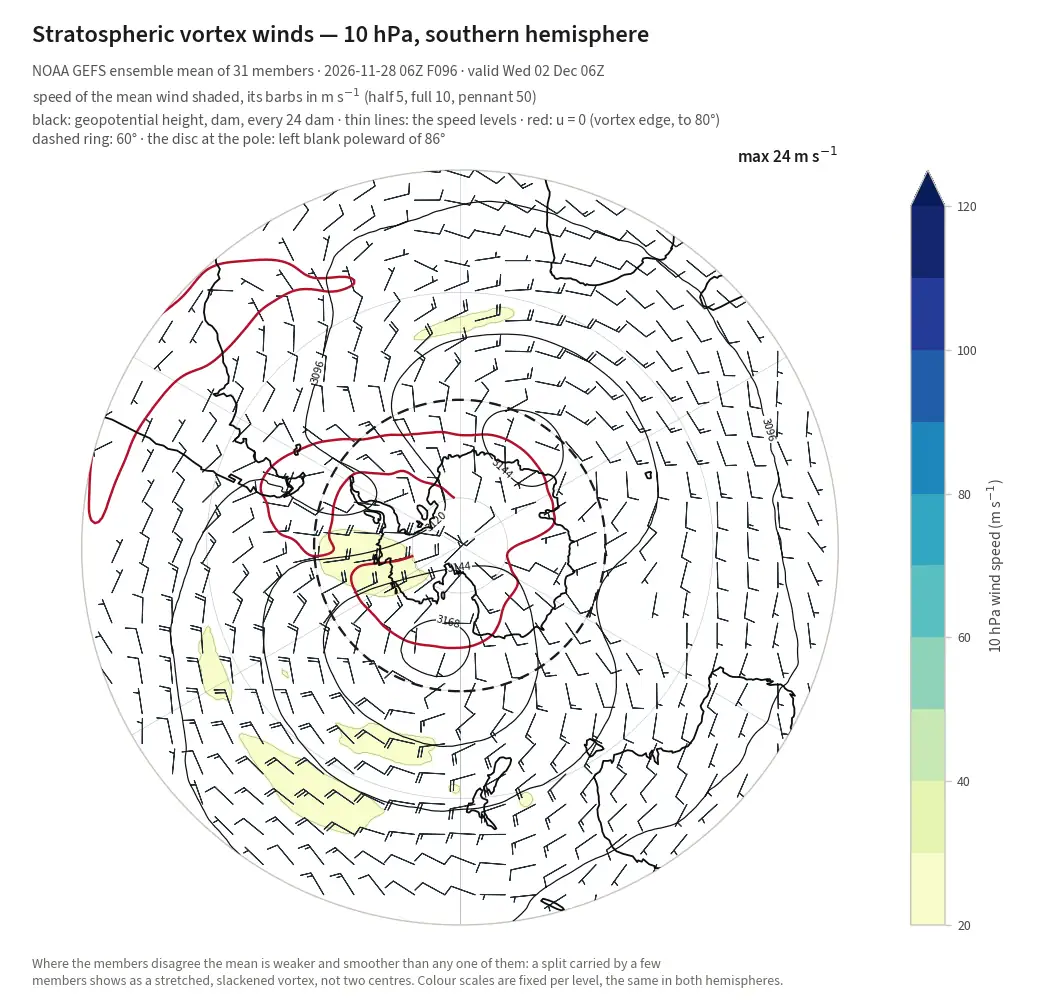 Stratospheric vortex winds — 10 hPa, southern hemisphere
NOAA GEFS ensemble mean of 31 members · 2026-11-28 06Z F096 · valid Wed 02 Dec 06Z
speed of the mean wind shaded, its barbs in m s⁻¹ (half 5, full 10, pennant 50)
black: geopotential height, dam, every 24 dam · thin lines: the speed levels · red: u = 0 (vortex edge, to 80°)
dashed ring: 60° · the disc at the pole: left blank poleward of 86°
max 24 m s⁻¹
120
100
80
60
40
20
10 hPa wind speed (m s⁻¹)
3096
3096
3144
3120
3144
3168
Where the members disagree the mean is weaker and smoother than any one of them: a split carried by a few
members shows as a stretched, slackened vortex, not two centres. Colour scales are fixed per level, the same in both hemispheres.